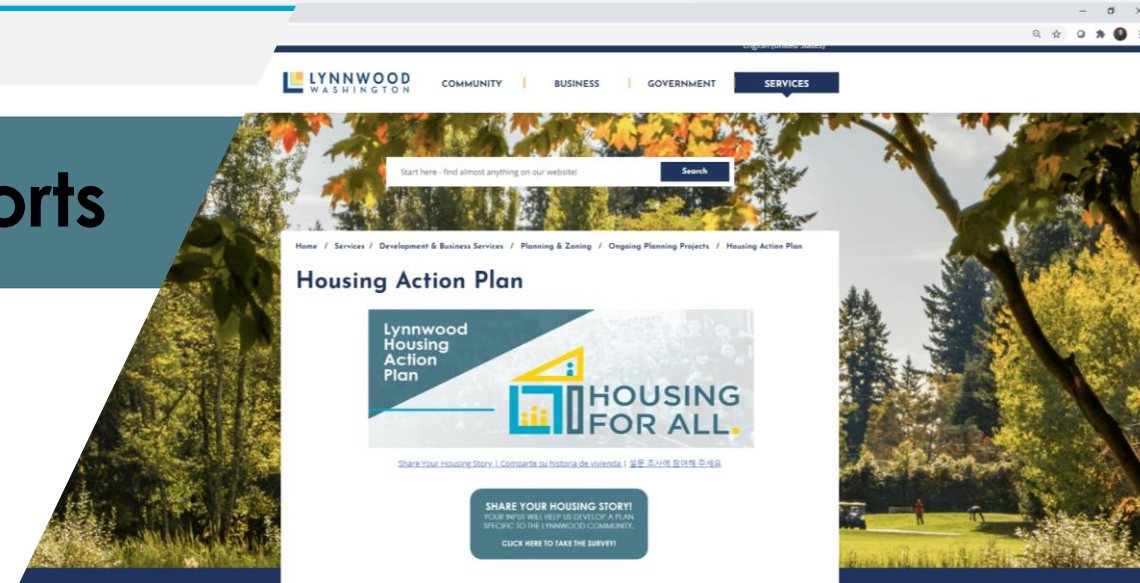 English (United States)
LYNNWOOD
WASHINGTON
COMMUNITY
BUSINESS
GOVERNMENT
SERVICES
orts
Start here - find almost anything on our website!
Search
Home / Services / Development & Business Services / Planning & Zoning / Ongoing Planning Projects / Housing Action Plan
Housing Action Plan
Lynnwood
Housing
Action
Plan
Volunteers
HOUSING
FOR ALL.
Share Your Housing Story | Comparte su historia de vivienda | 설문 조사에 참여해 주세요
SHARE YOUR HOUSING STORY!
YOUR INPUT WILL HELP US DEVELOP A PLAN
SPECIFIC TO THE LYNNWOOD COMMUNITY.
CLICK HERE TO TAKE THE SURVEY!